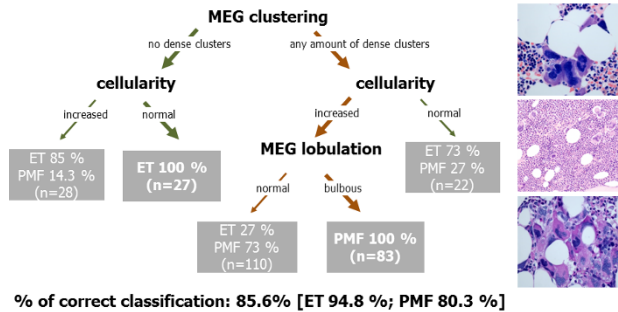 MEG clustering
no dense clusters
any amount of dense clusters
cellularity
cellularity
increased
normal
increased
normal
ET 85 %
PMF 14.3 %
(n=28)
ET 100 %
(n=27)
MEG lobulation
ET 73 %
PMF 27 %
(n=22)
normal
bulbous
ET 27 %
PMF 73 %
(n=110)
PMF 100 %
(n=83)
% of correct classification: 85.6% [ET 94.8 %; PMF 80.3 %]